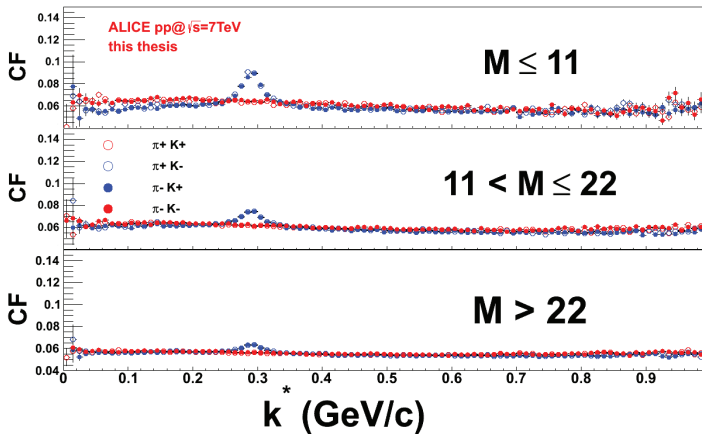 ALICE pp@√s=7TeV
this thesis
M ≤ 11
CF
0.14
0.12
0.1
0.08
0.06
π+ K+
π+ K-
π- K+
π- K-
11 < M ≤ 22
CF
0.14
0.12
0.1
0.08
0.06
M > 22
CF
0.14
0.12
0.1
0.08
0.06
0.04
0 0.1 0.2 0.3 0.4 0.5 0.6 0.7 0.8 0.9
k* (GeV/c)